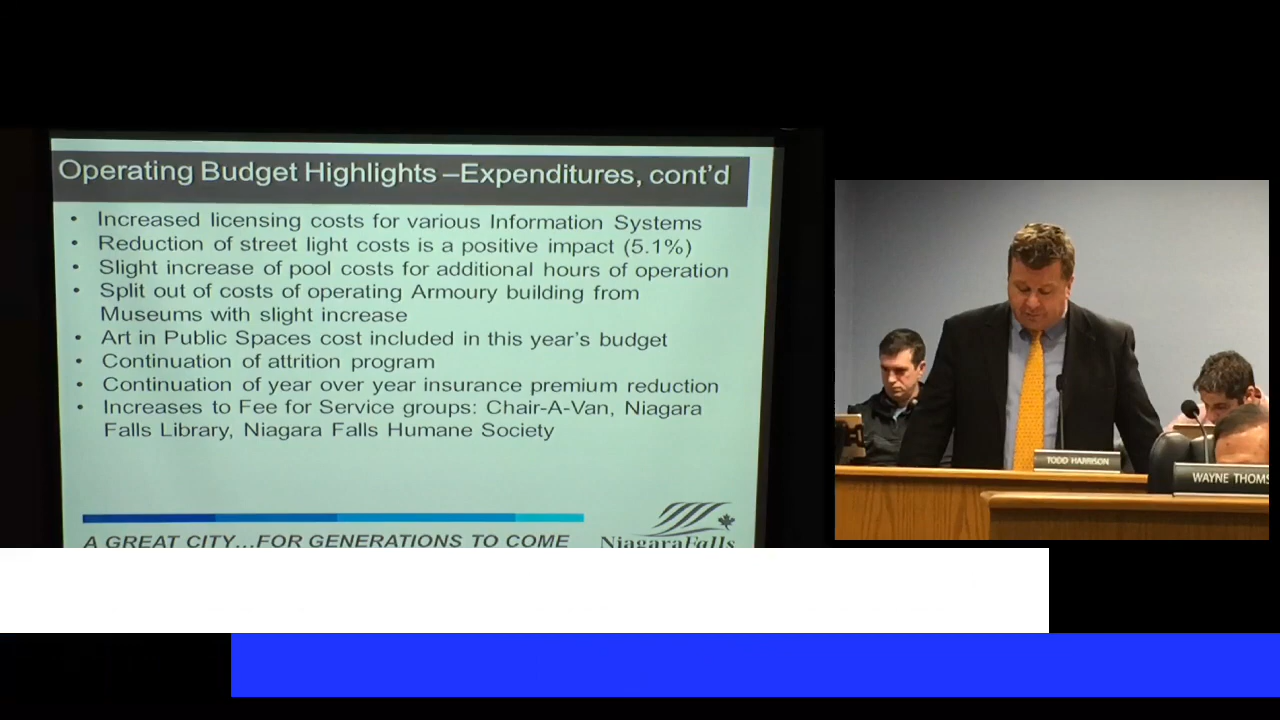 Operating Budget Highlights –Expenditures, cont'd
• Increased licensing costs for various Information Systems
• Reduction of street light costs is a positive impact (5.1%)
• Slight increase of pool costs for additional hours of operation
• Split out of costs of operating Armoury building from
Museums with slight increase
• Art in Public Spaces cost included in this year's budget
• Continuation of attrition program
• Continuation of year over year insurance premium reduction
• Increases to Fee for Service groups: Chair-A-Van, Niagara
Falls Library, Niagara Falls Humane Society
A GREAT CITY...FOR GENERATIONS TO COME
NiagaraFalls
TODD HARRISON
WAYNE THOMS